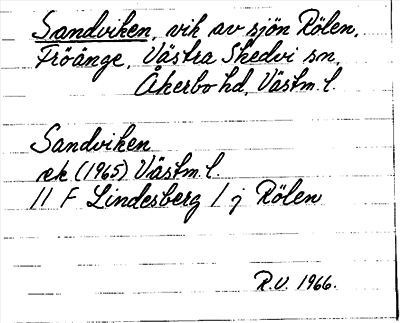 Sandviken, vik av sjön Rölen,
Fröånge, Västra Skedvi sn,
Åkerbo hd, Västm. l.
Sandviken
ek (1965) Västm. l.
11 F Lindesberg 1 j Rölen
R.V. 1966.